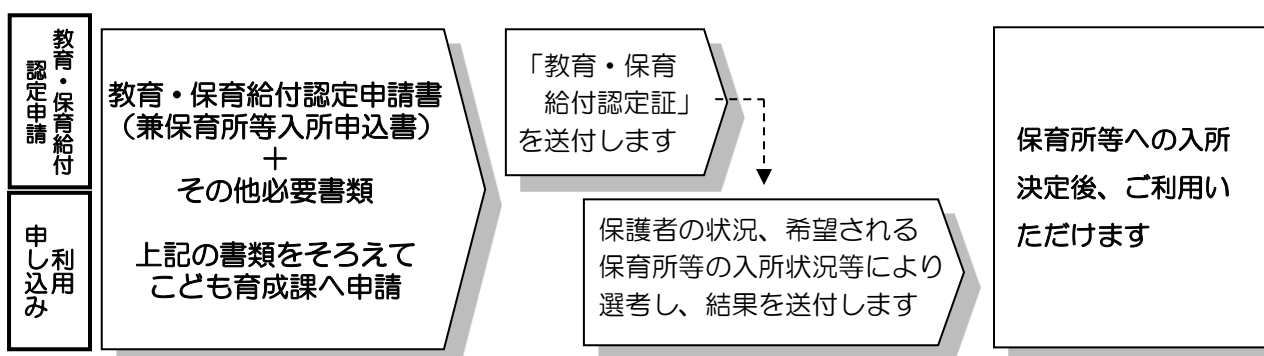 教育・保育給付
認定申請
利用
申し込み
教育・保育給付認定申請書
（兼保育所等入所申込書）
＋
その他必要書類
上記の書類をそろえて
こども育成課へ申請
「教育・保育
給付認定証」
を送付します
保護者の状況、希望される
保育所等の入所状況等により
選考し、結果を送付します
保育所等への入所
決定後、ご利用い
ただけます